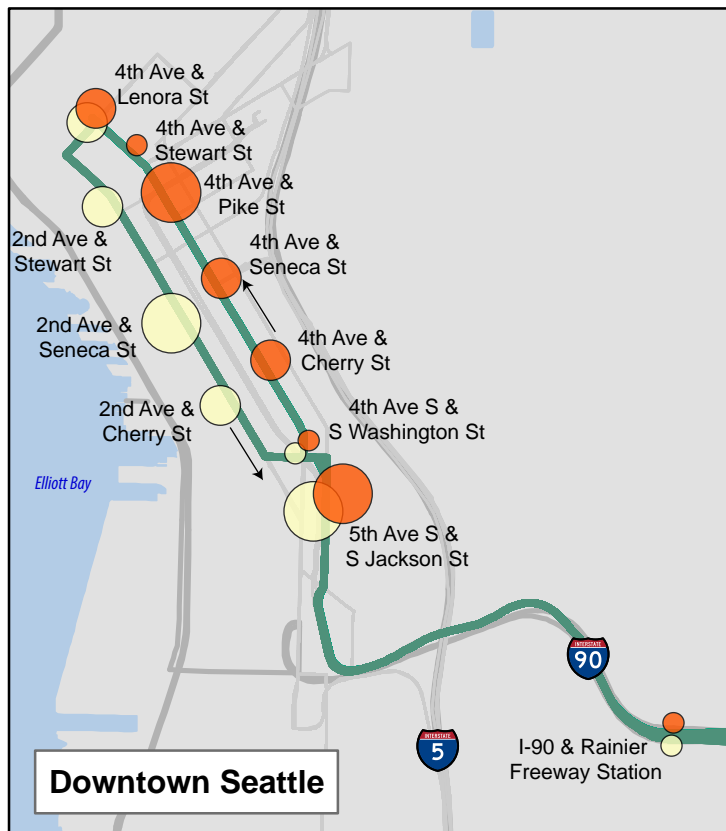 4th Ave &
Lenora St
4th Ave &
Stewart St
4th Ave &
Pike St
2nd Ave &
Stewart St
4th Ave &
Seneca St
2nd Ave &
Seneca St
4th Ave &
Cherry St
2nd Ave &
Cherry St
4th Ave S &
S Washington St
Elliott Bay
5th Ave S &
S Jackson St
INTERSTATE
90
INTERSTATE
5
I-90 & Rainier
Freeway Station
Downtown Seattle